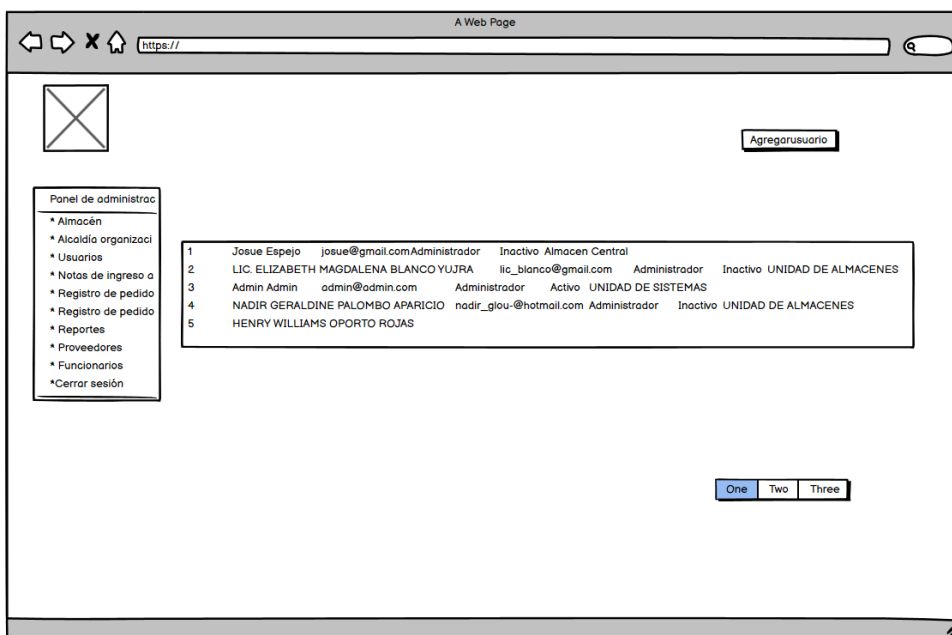 A Web Page
https://
Agregarusuario
Panel de administrac
* Almacén
* Alcaldía organizaci
* Usuarios
* Notas de ingreso a
* Registro de pedido
* Registro de pedido
* Reportes
* Proveedores
* Funcionarios
*Cerrar sesión
1 Josue Espejo josue@gmail.com Administrador Inactivo Almacen Central
2 LIC. ELIZABETH MAGDALENA BLANCO YUJRA lic_blanco@gmail.com Administrador Inactivo UNIDAD DE ALMACENES
3 Admin Admin admin@admin.com Administrador Activo UNIDAD DE SISTEMAS
4 NADIR GERALDINE PALOMBO APARICIO nadir_glou-@hotmail.com Administrador Inactivo UNIDAD DE ALMACENES
5 HENRY WILLIAMS OPORTO ROJAS
One Two Three